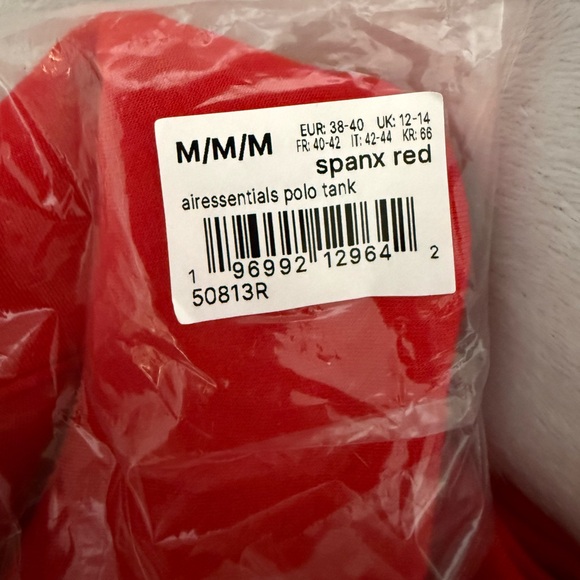 M/M/M
EUR: 38-40 UK: 12-14
FR: 40-42 IT: 42-44 KR: 66
spanx red
airessentials polo tank
1 96992 12964 2
50813R